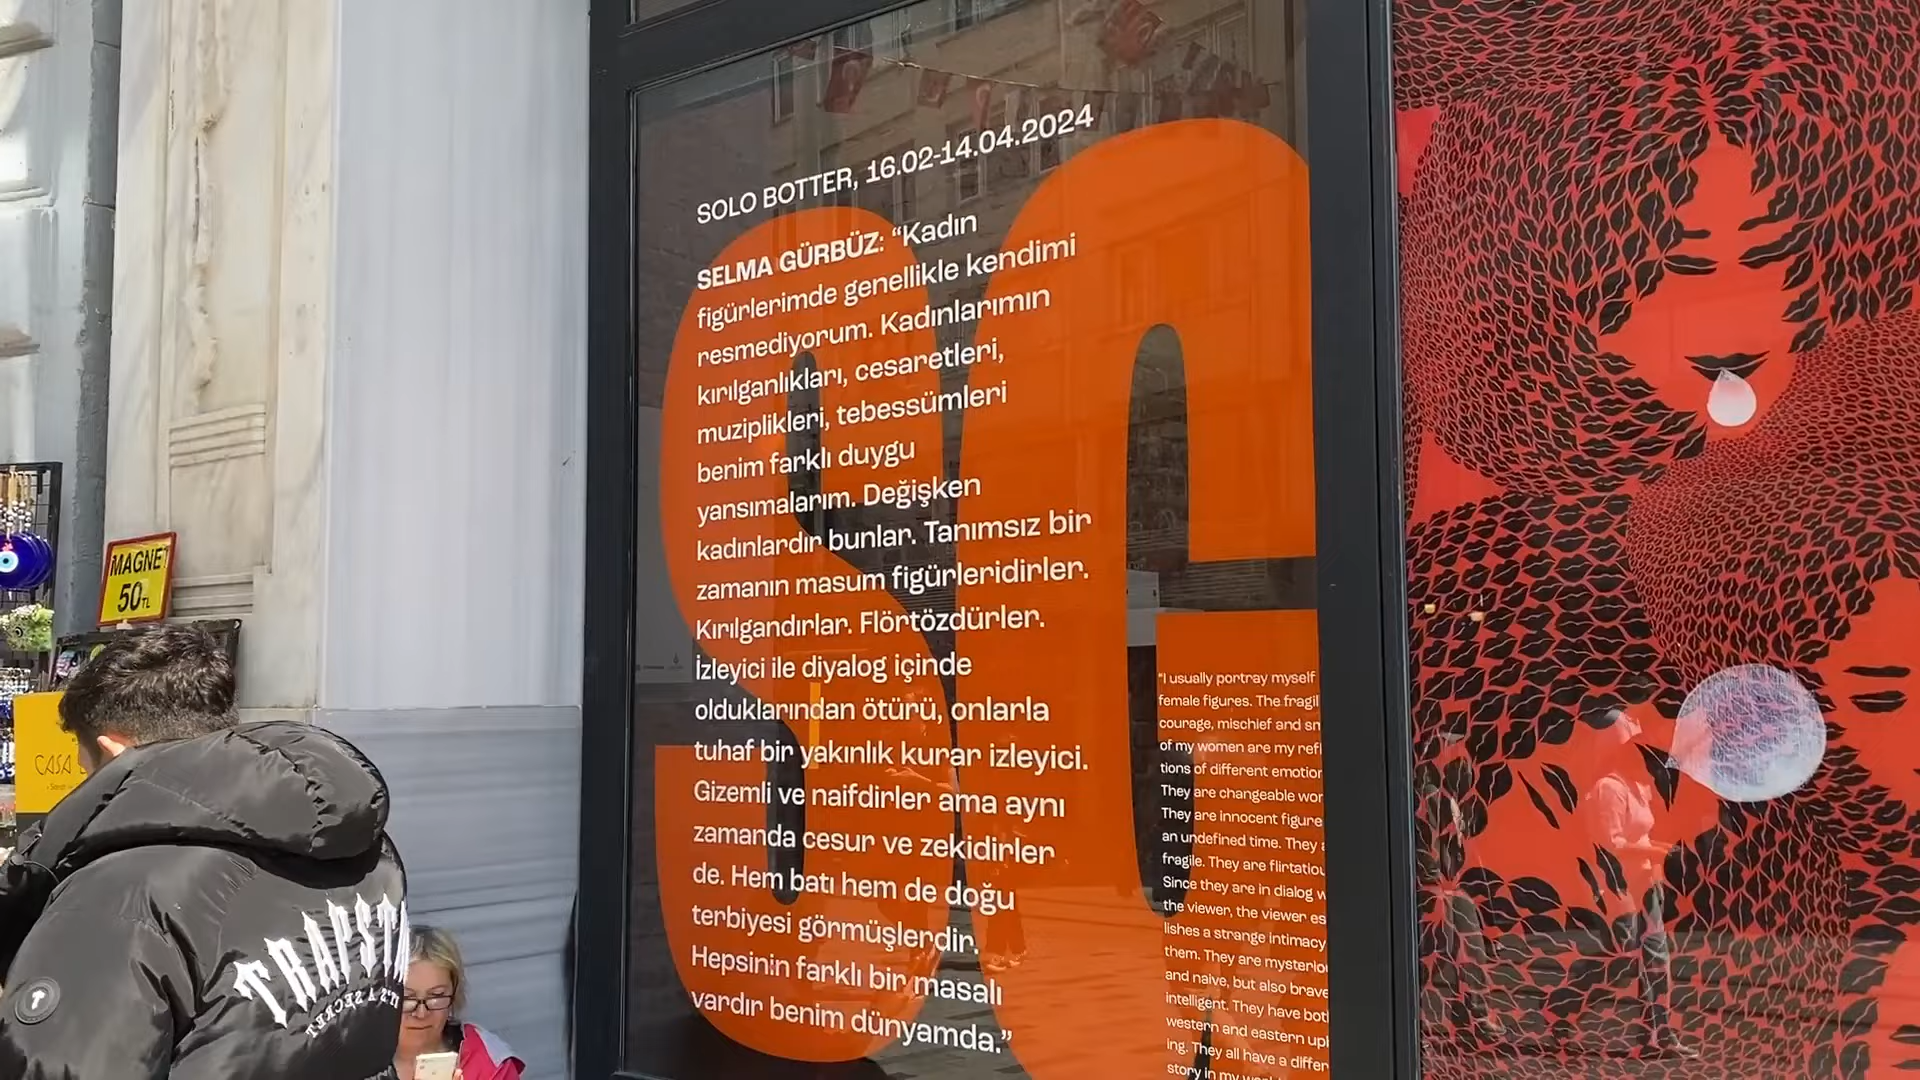 SOLO BOTTER, 16.02-14.04.2024
SELMA GÜRBÜZ: “Kadın
figürlerimde genellikle kendimi
resmediyorum. Kadınlarımın
kırılganlıkları, cesaretleri,
muziplikleri, tebessümleri
benim farklı duygu
yansımalarım. Değişken
kadınlardır bunlar. Tanımsız bir
zamanın masum figürleridirler.
Kırılgandırlar. Flörtözdürler.
İzleyici ile diyalog içinde
olduklarından ötürü, onlarla
tuhaf bir yakınlık kurar izleyici.
Gizemli ve naifdirler ama aynı
zamanda cesur ve zekidirler
de. Hem batı hem de doğu
terbiyesi görmüşlerdir.
Hepsinin farklı bir masalı
vardır benim dünyamda.”
SG
“I usually portray myself
female figures. The fragil
courage, mischief and sm
of my women are my refl
tions of different emotion
They are changeable wor
They are innocent figure
an undefined time. They
fragile. They are flirtatiou
Since they are in dialog w
the viewer, the viewer es
lishes a strange intimacy
them. They are mysteriou
and naive, but also brave
intelligent. They have bot
western and eastern upb
ing. They all have a differ
story in my
MAGNET
50TL
CASA
TRAPSTA
IT'S A SECRET